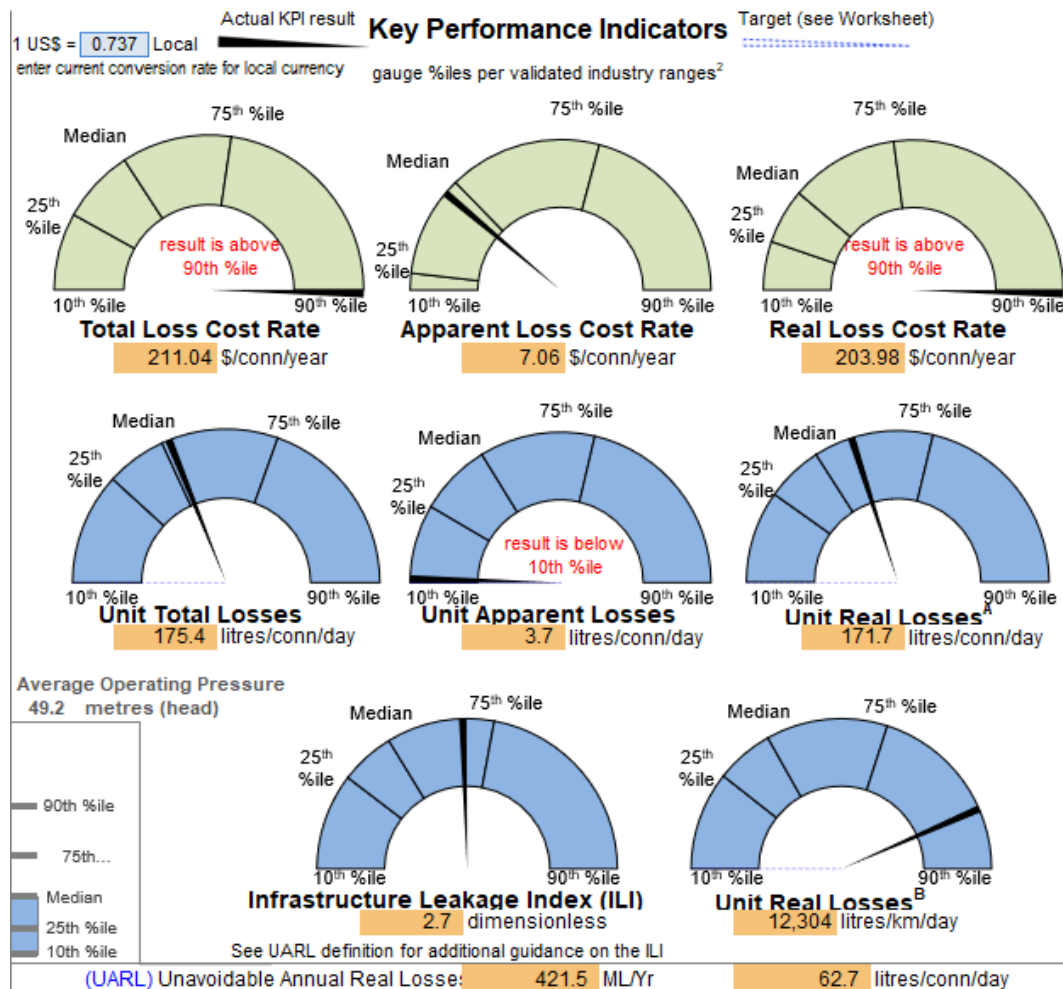 Actual KPI result
Key Performance Indicators
Target (see Worksheet)
1 US$ = 0.737 Local
enter current conversion rate for local currency
gauge %iles per validated industry ranges²
10th %ile
25th %ile
Median
75th %ile
90th %ile
result is above
90th %ile
Total Loss Cost Rate
211.04 $/conn/year
10th %ile
25th %ile
Median
75th %ile
90th %ile
Apparent Loss Cost Rate
7.06 $/conn/year
10th %ile
25th %ile
Median
75th %ile
90th %ile
result is above
90th %ile
Real Loss Cost Rate
203.98 $/conn/year
10th %ile
25th %ile
Median
75th %ile
90th %ile
Unit Total Losses
175.4 litres/conn/day
10th %ile
25th %ile
Median
75th %ile
90th %ile
result is below
10th %ile
Unit Apparent Losses
3.7 litres/conn/day
10th %ile
25th %ile
Median
75th %ile
90th %ile
Unit Real Losses^A
171.7 litres/conn/day
Average Operating Pressure
49.2 metres (head)
90th %ile
75th...
Median
25th %ile
10th %ile
10th %ile
25th %ile
Median
75th %ile
90th %ile
Infrastructure Leakage Index (ILI)
2.7 dimensionless
See UARL definition for additional guidance on the ILI
10th %ile
25th %ile
Median
75th %ile
90th %ile
Unit Real Losses^B
12,304 litres/km/day
(UARL) Unavoidable Annual Real Losses 421.5 ML/Yr 62.7 litres/conn/day